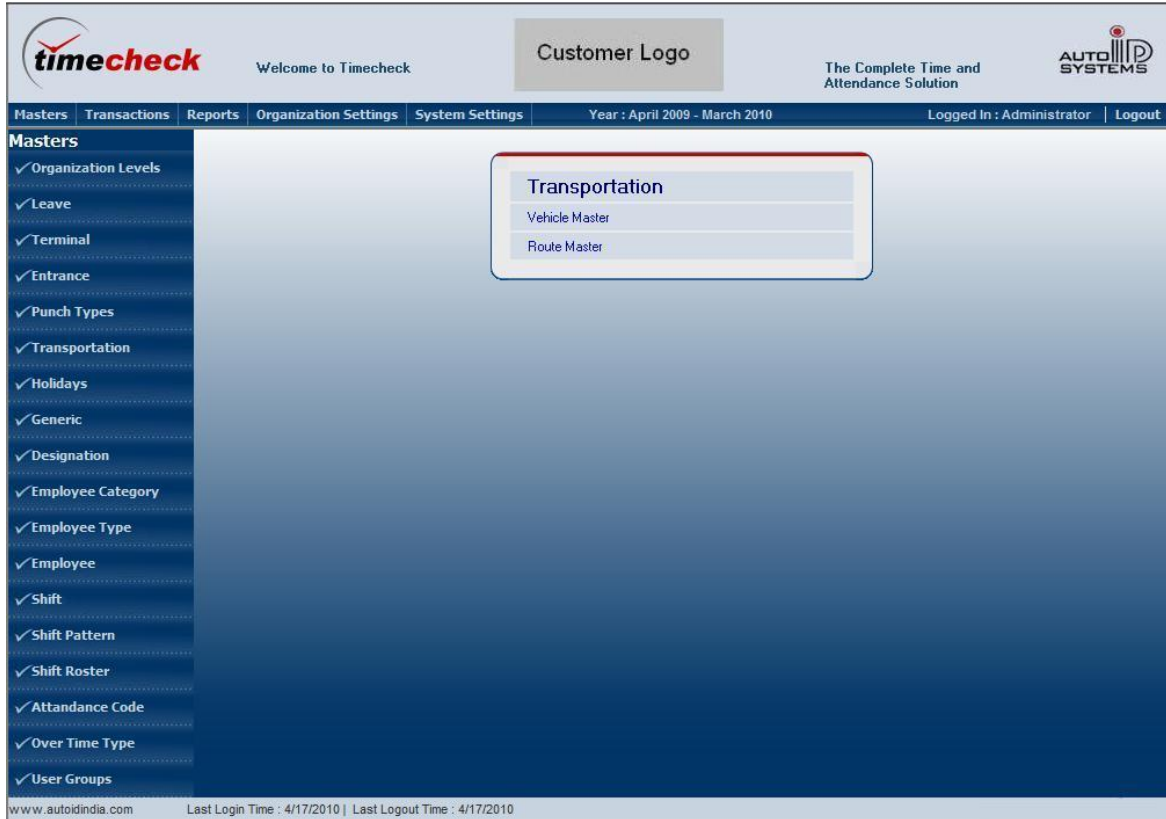 timecheck
Welcome to Timecheck
Customer Logo
The Complete Time and
Attendance Solution
AUTO ID
SYSTEMS
Masters Transactions Reports Organization Settings System Settings Year : April 2009 - March 2010 Logged In : Administrator Logout
Masters
Organization Levels
Leave
Terminal
Entrance
Punch Types
Transportation
Holidays
Generic
Designation
Employee Category
Employee Type
Employee
Shift
Shift Pattern
Shift Roster
Attandance Code
Over Time Type
User Groups
Transportation
Vehicle Master
Route Master
www.autoidindia.com Last Login Time : 4/17/2010 | Last Logout Time : 4/17/2010